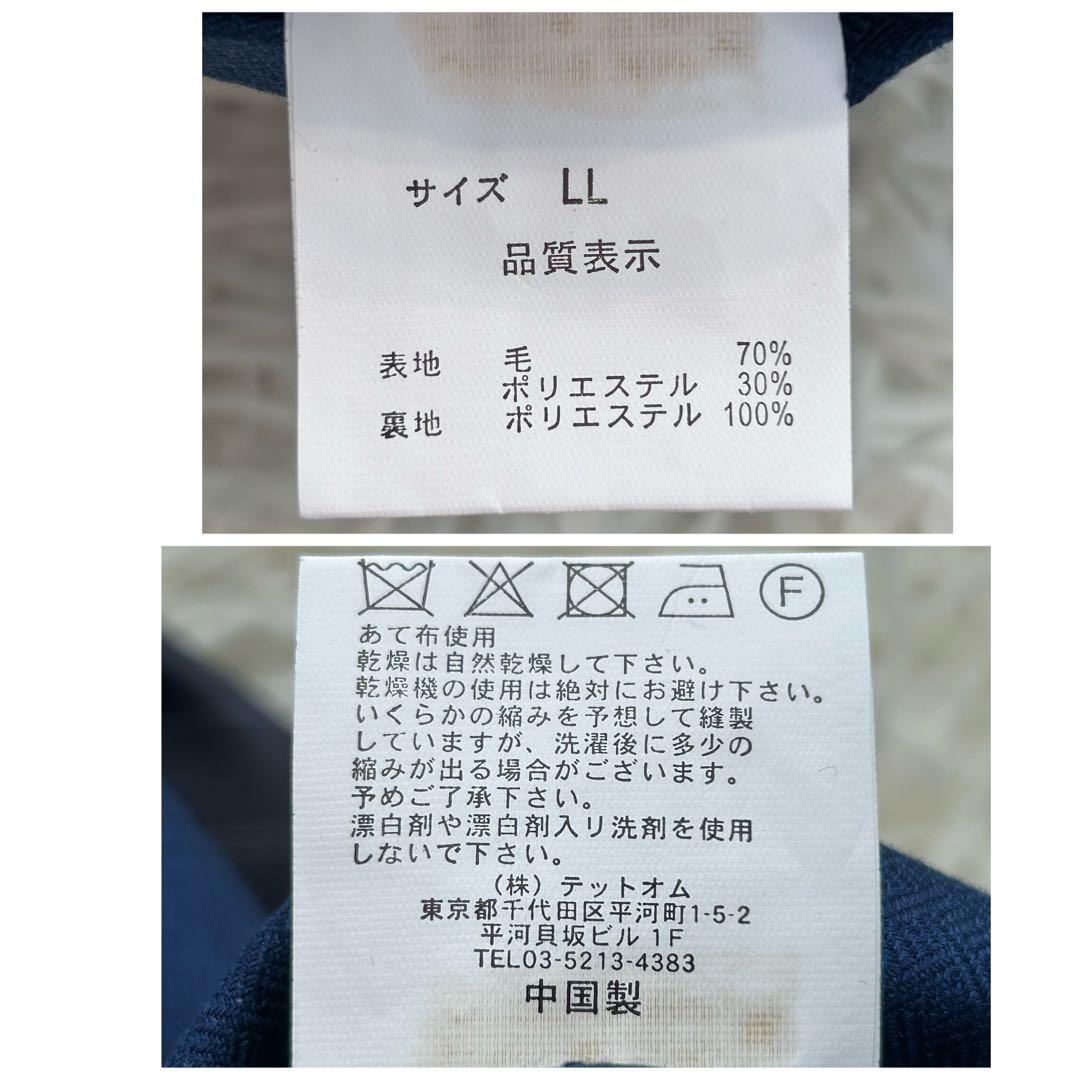 サイズ LL
品質表示
表地 毛 70%
ポリエステル 30%
裏地 ポリエステル 100%
F
あて布使用
乾燥は自然乾燥して下さい。
乾燥機の使用は絶対にお避け下さい。
いくらかの縮みを予想して縫製
していますが、洗濯後に多少の
縮みが出る場合がございます。
予めご了承下さい。
漂白剤や漂白剤入り洗剤を使用
しないで下さい。
(株) テットオム
東京都千代田区平河町1-5-2
平河貝坂ビル 1F
TEL03-5213-4383
中国製